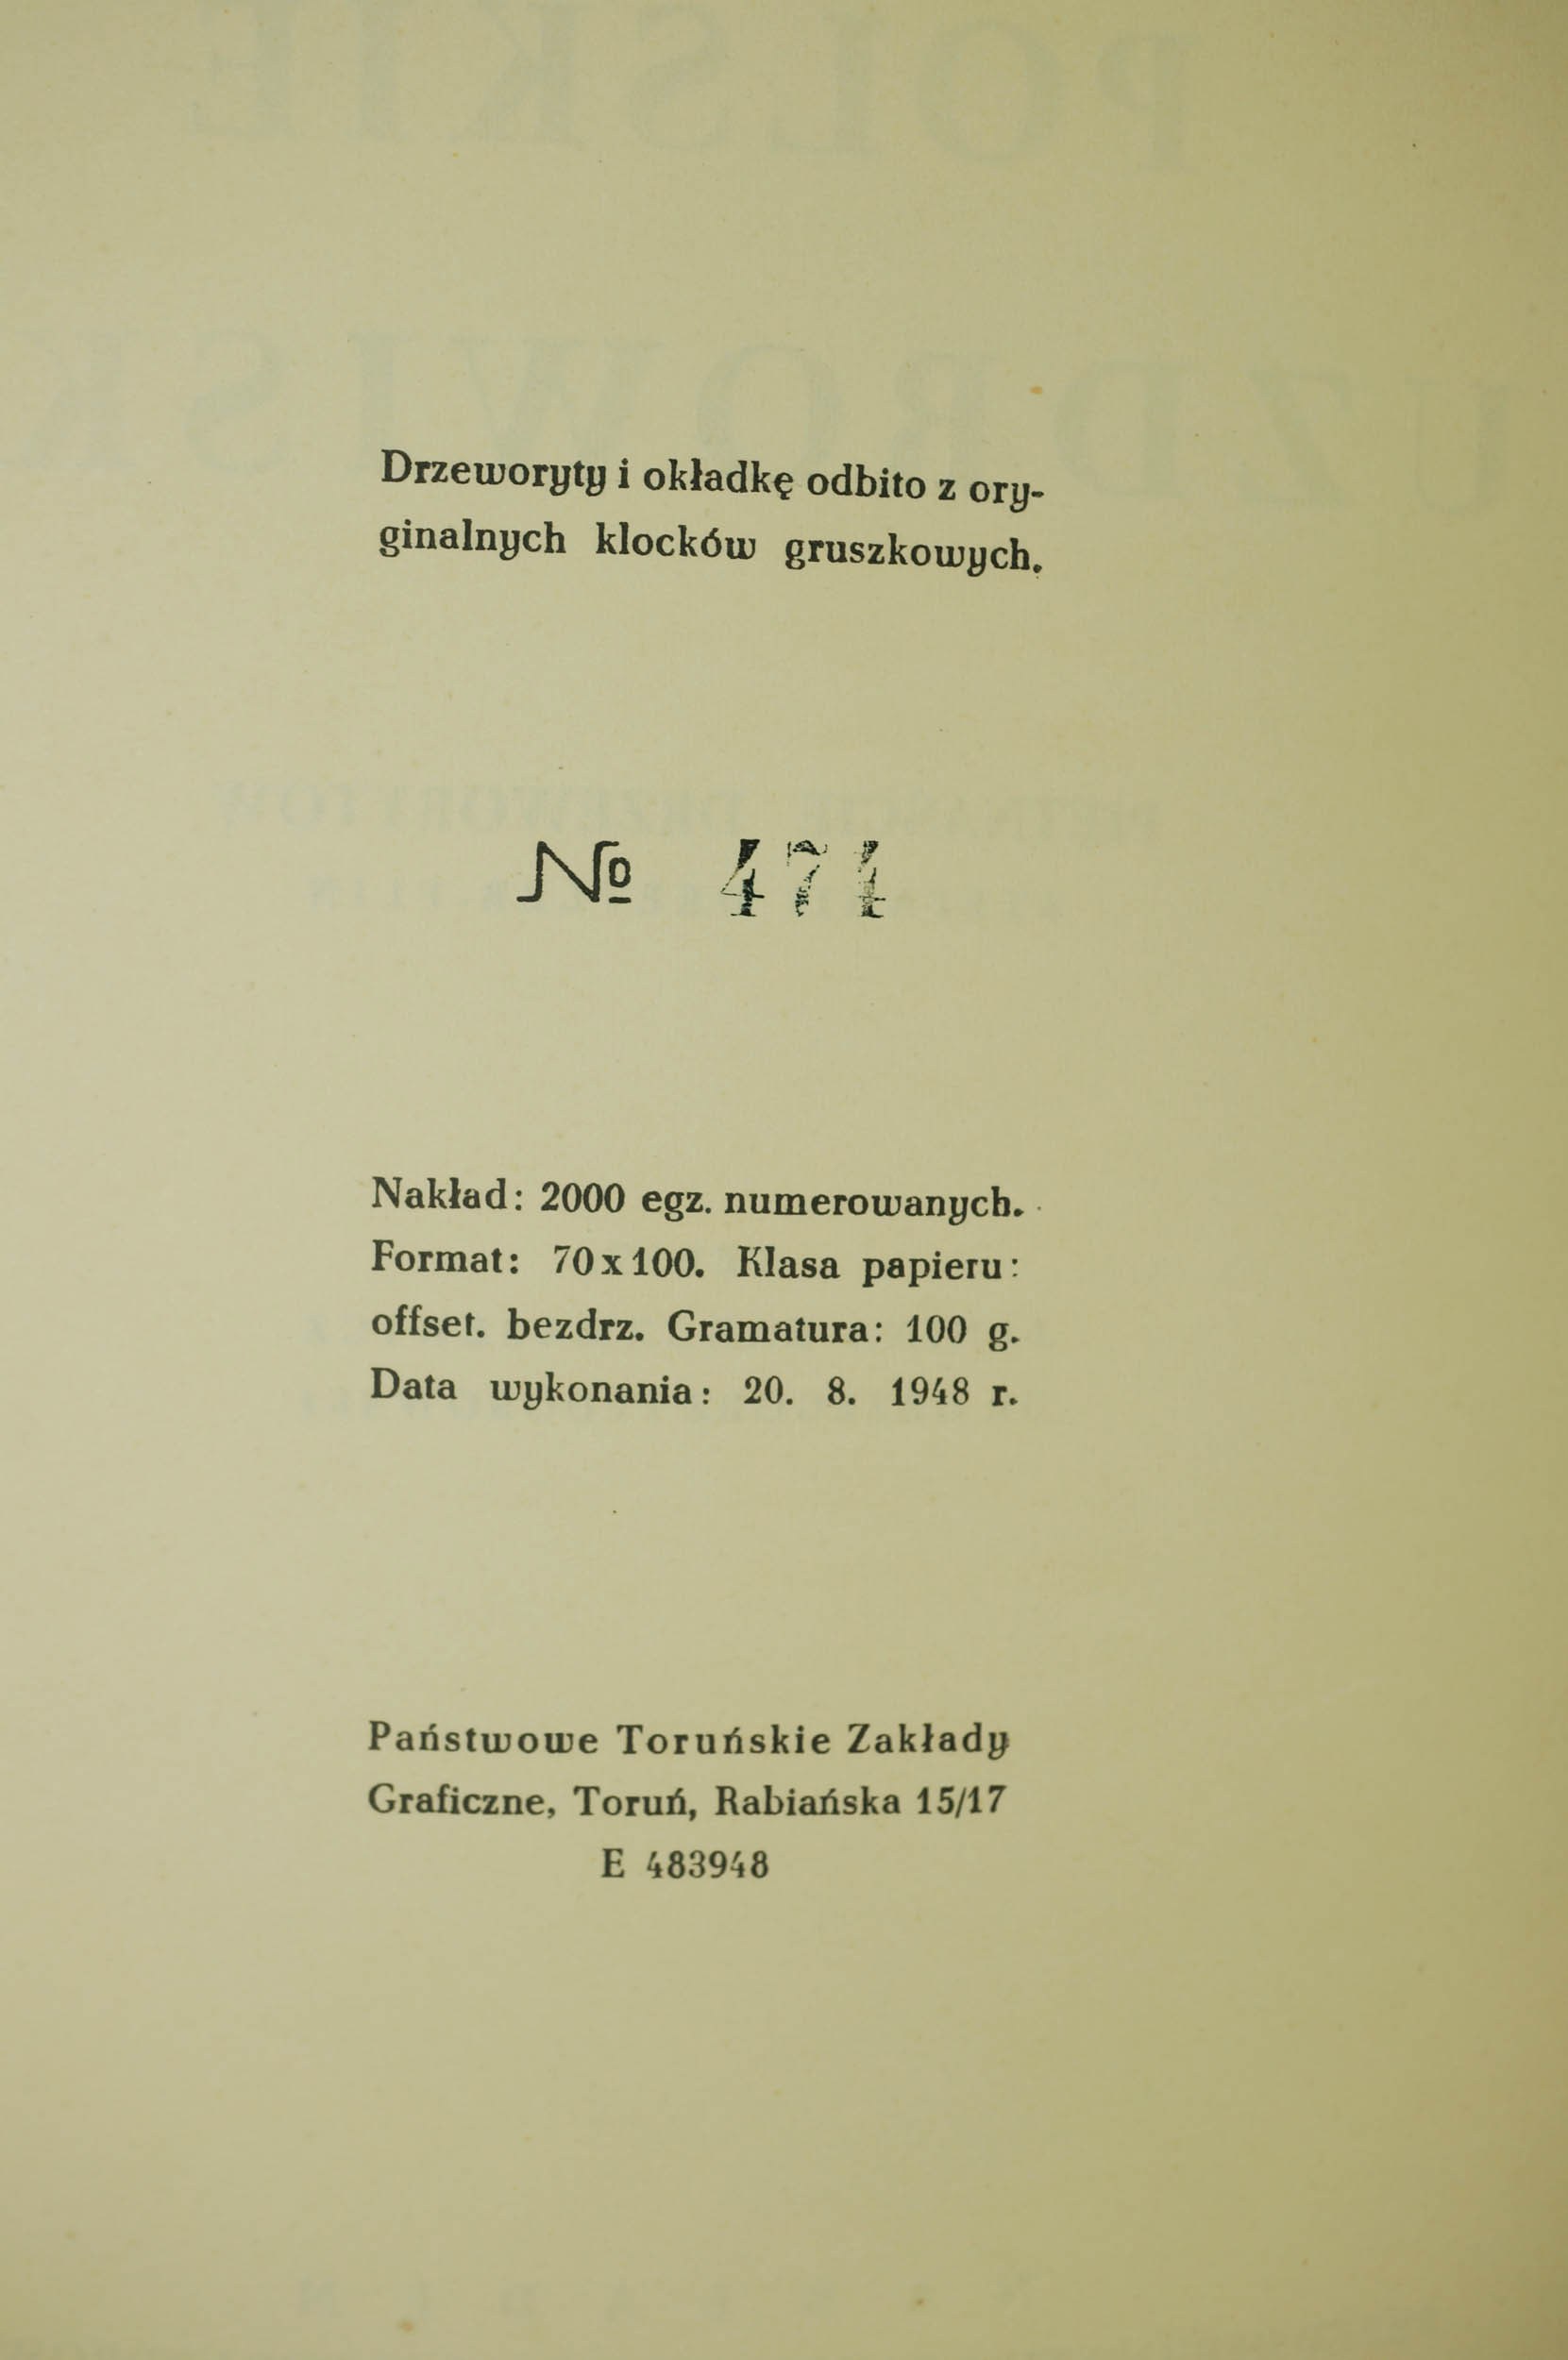 Drzeworyty i okładkę odbito z ory-
ginalnych klocków gruszkowych.
№ 474
Nakład: 2000 egz. numerowanych.
Format: 70x100. Klasa papieru:
offset. bezdrz. Gramatura: 100 g.
Data wykonania: 20. 8. 1948 r.
Państwowe Toruńskie Zakłady
Graficzne, Toruń, Rabiańska 15/17
E 483948